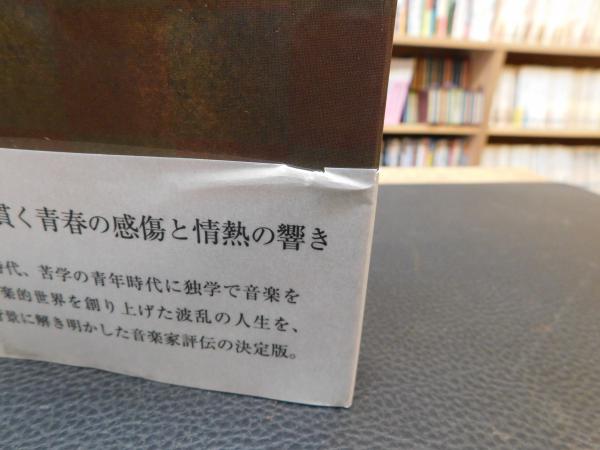 貫く青春の感傷と情熱の響き
時代、苦学の青年時代に独学で音楽を
楽的世界を創り上げた波乱の人生を、
背景に解き明かした音楽家評伝の決定版。